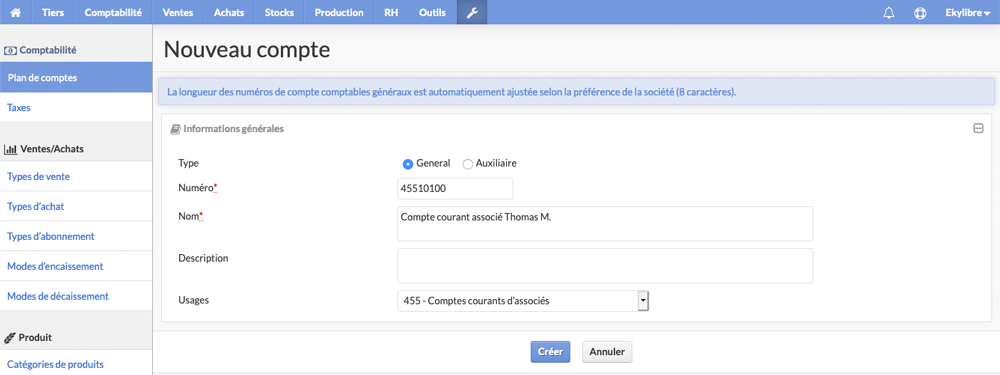 Tiers Comptabilité Ventes Achats Stocks Production RH Outils Ekylibre
Comptabilité
Plan de comptes
Taxes
Ventes/Achats
Types de vente
Types d'achat
Types d'abonnement
Modes d'encaissement
Modes de décaissement
Produit
Catégories de produits
Nouveau compte
La longueur des numéros de compte comptables généraux est automatiquement ajustée selon la préférence de la société (8 caractères).
Informations générales
Type General Auxiliaire
Numéro* 45510100
Nom* Compte courant associé Thomas M.
Description
Usages 455 - Comptes courants d'associés
Créer Annuler